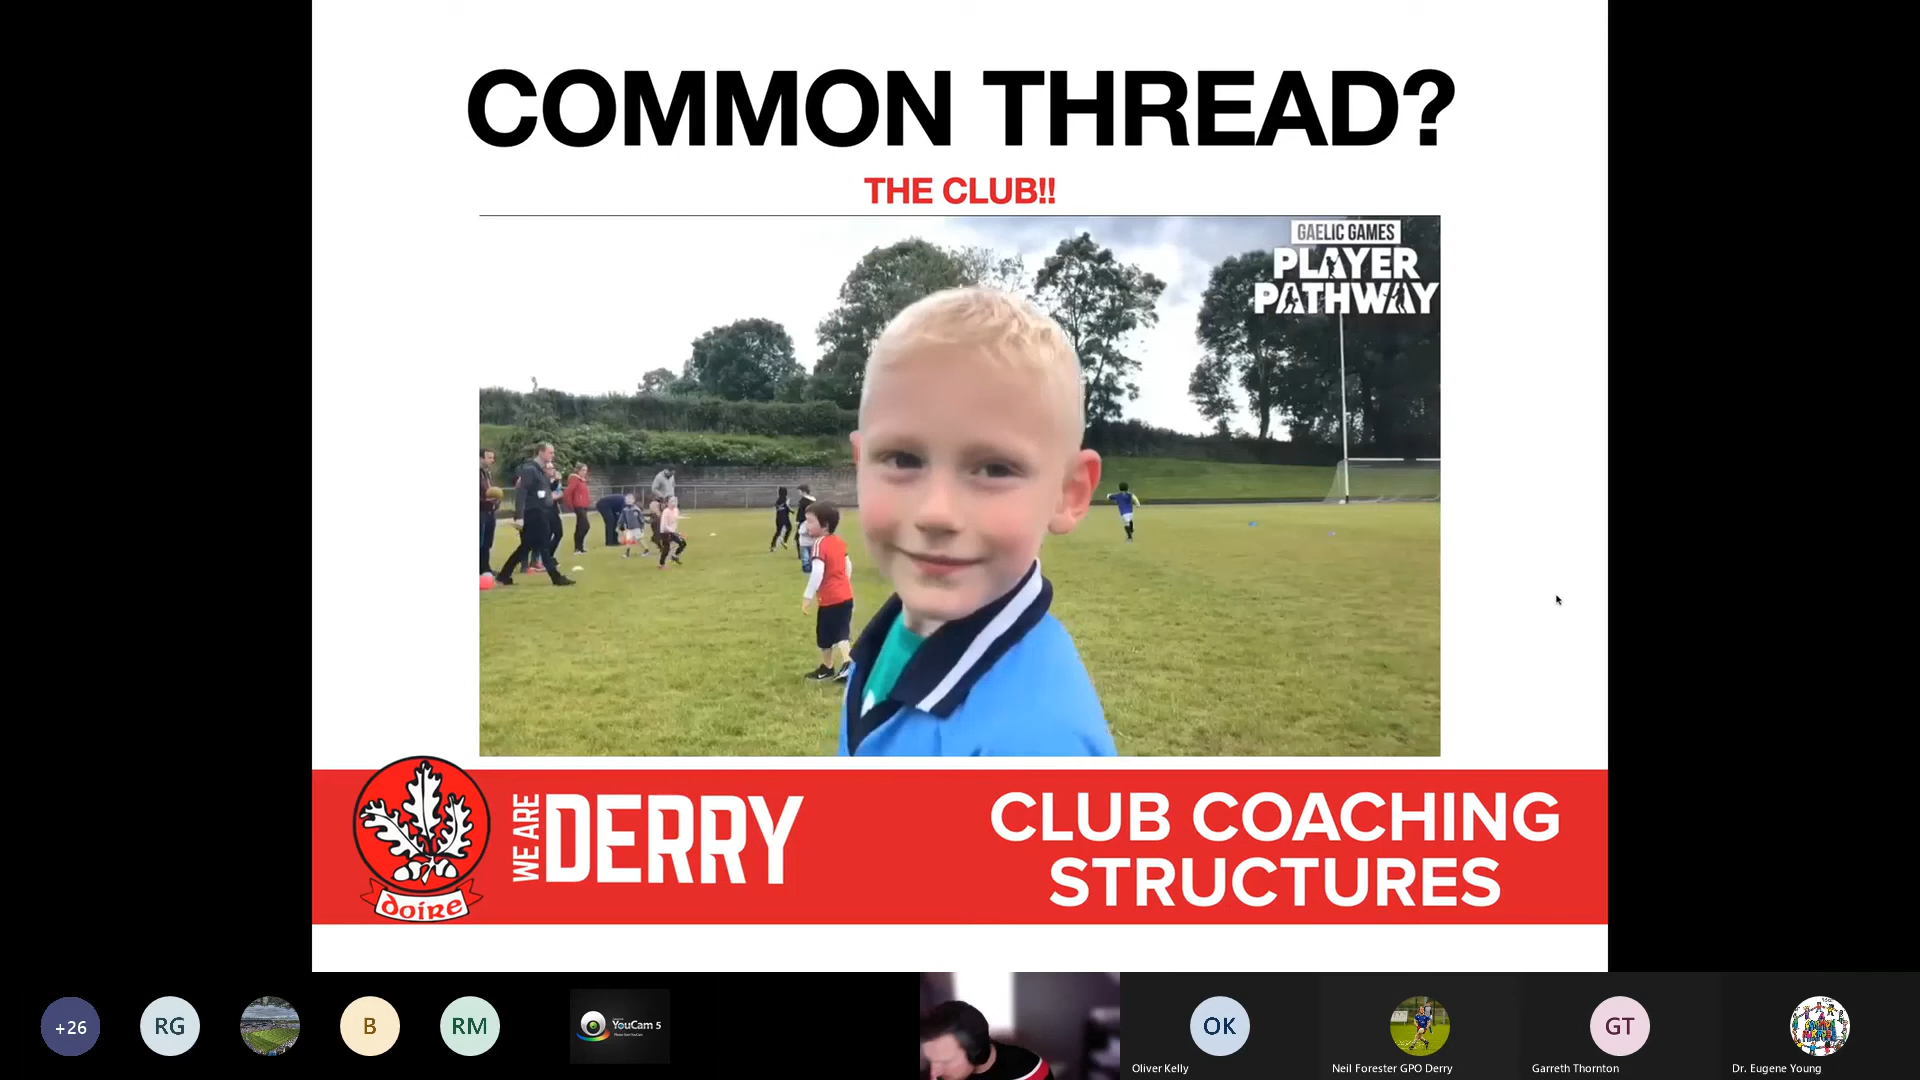 COMMON THREAD?
THE CLUB!!
GAELIC GAMES
PLAYER
PATHWAY
WE ARE
DERRY
doire
CLUB COACHING
STRUCTURES
+26
RG
B
RM
YouCam 5
OK
GT
Oliver Kelly
Neil Forester GPO Derry
Garreth Thornton
Dr. Eugene Young